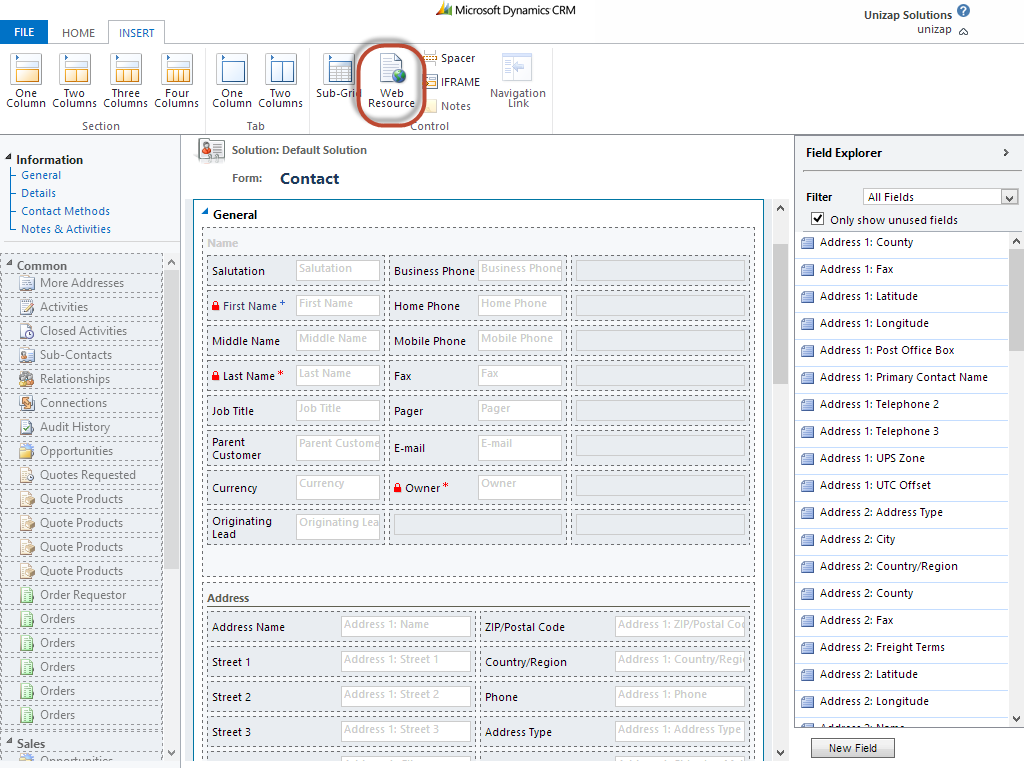 Microsoft Dynamics CRM
Unizap Solutions
unizap
FILE HOME INSERT
One Column
Two Columns
Three Columns
Four Columns
Section
One Column
Two Columns
Tab
Sub-Grid
Web Resource
Spacer
IFRAME
Notes
Navigation Link
Control
Information
General
Details
Contact Methods
Notes & Activities
Common
More Addresses
Activities
Closed Activities
Sub-Contacts
Relationships
Connections
Audit History
Opportunities
Quotes Requested
Quote Products
Quote Products
Quote Products
Quote Products
Order Requestor
Orders
Orders
Orders
Orders
Orders
Sales
Opportunities
Solution: Default Solution
Form: Contact
General
Name
Salutation Salutation Business Phone Business Phone
First Name + First Name Home Phone Home Phone
Middle Name Middle Name Mobile Phone Mobile Phone
Last Name * Last Name Fax Fax
Job Title Job Title Pager Pager
Parent Customer Parent Custome E-mail E-mail
Currency Currency Owner * Owner
Originating Lead Originating Lea
Address
Address Name Address 1: Name ZIP/Postal Code Address 1: ZIP/Postal Cod
Street 1 Address 1: Street 1 Country/Region Address 1: Country/Regi
Street 2 Address 1: Street 2 Phone Address 1: Phone
Street 3 Address 1: Street 3 Address Type Address 1: Address Type
Field Explorer
Filter All Fields
Only show unused fields
Address 1: County
Address 1: Fax
Address 1: Latitude
Address 1: Longitude
Address 1: Post Office Box
Address 1: Primary Contact Name
Address 1: Telephone 2
Address 1: Telephone 3
Address 1: UPS Zone
Address 1: UTC Offset
Address 2: Address Type
Address 2: City
Address 2: Country/Region
Address 2: County
Address 2: Fax
Address 2: Freight Terms
Address 2: Latitude
Address 2: Longitude
Address 2: Name
New Field